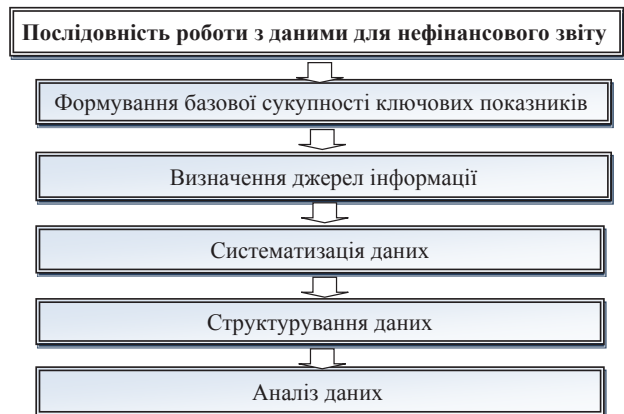 Послідовність роботи з даними для нефінансового звіту
Формування базової сукупності ключових показників
Визначення джерел інформації
Систематизація даних
Структурування даних
Аналіз даних